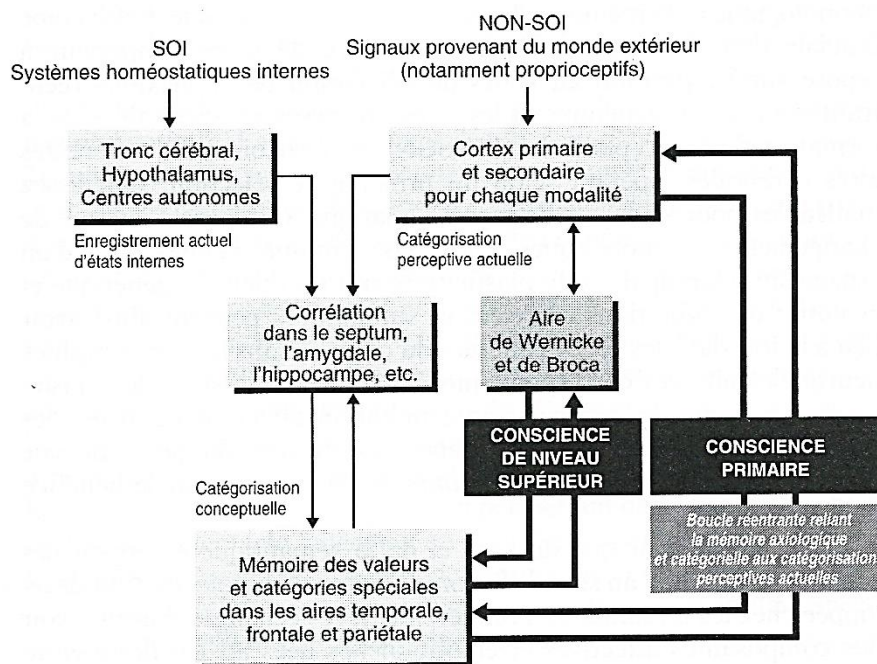 SOI
Systèmes homéostatiques internes
NON-SOI
Signaux provenant du monde extérieur
(notamment proprioceptifs)
Tronc cérébral,
Hypothalamus,
Centres autonomes
Cortex primaire
et secondaire
pour chaque modalité
Enregistrement actuel
d'états internes
Catégorisation
perceptive actuelle
Corrélation
dans le septum,
l'amygdale,
l'hippocampe, etc.
Aire
de Wernicke
et de Broca
CONSCIENCE
DE NIVEAU
SUPÉRIEUR
CONSCIENCE
PRIMAIRE
Catégorisation
conceptuelle
Boucle réentrante reliant
la mémoire axiologique
et catégorielle aux catégorisation
perceptives actuelles
Mémoire des valeurs
et catégories spéciales
dans les aires temporale,
frontale et pariétale